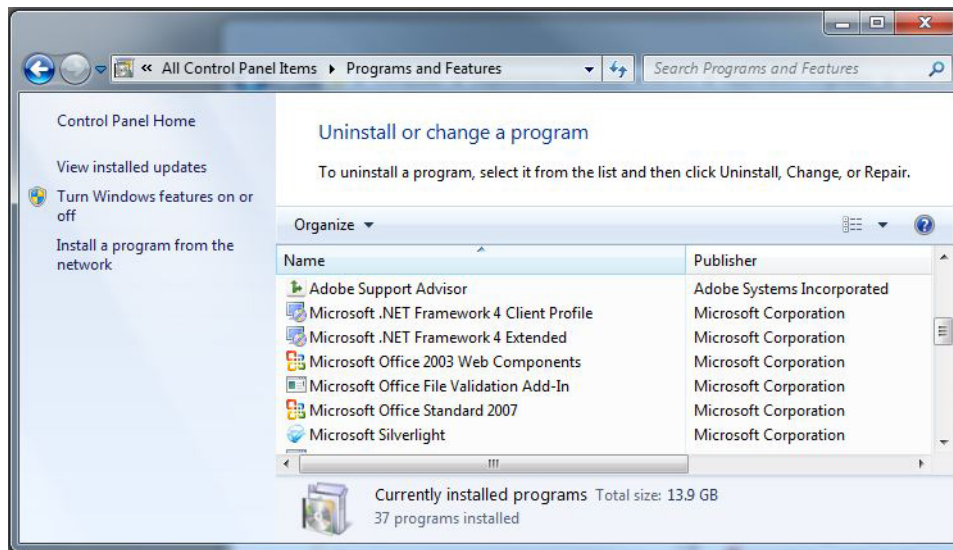 « All Control Panel Items ▸ Programs and Features
Search Programs and Features
Control Panel Home
View installed updates
Turn Windows features on or
off
Install a program from the
network
Uninstall or change a program
To uninstall a program, select it from the list and then click Uninstall, Change, or Repair.
Organize
Name Publisher
Adobe Support Advisor Adobe Systems Incorporated
Microsoft .NET Framework 4 Client Profile Microsoft Corporation
Microsoft .NET Framework 4 Extended Microsoft Corporation
Microsoft Office 2003 Web Components Microsoft Corporation
Microsoft Office File Validation Add-In Microsoft Corporation
Microsoft Office Standard 2007 Microsoft Corporation
Microsoft Silverlight Microsoft Corporation
Currently installed programs Total size: 13.9 GB
37 programs installed